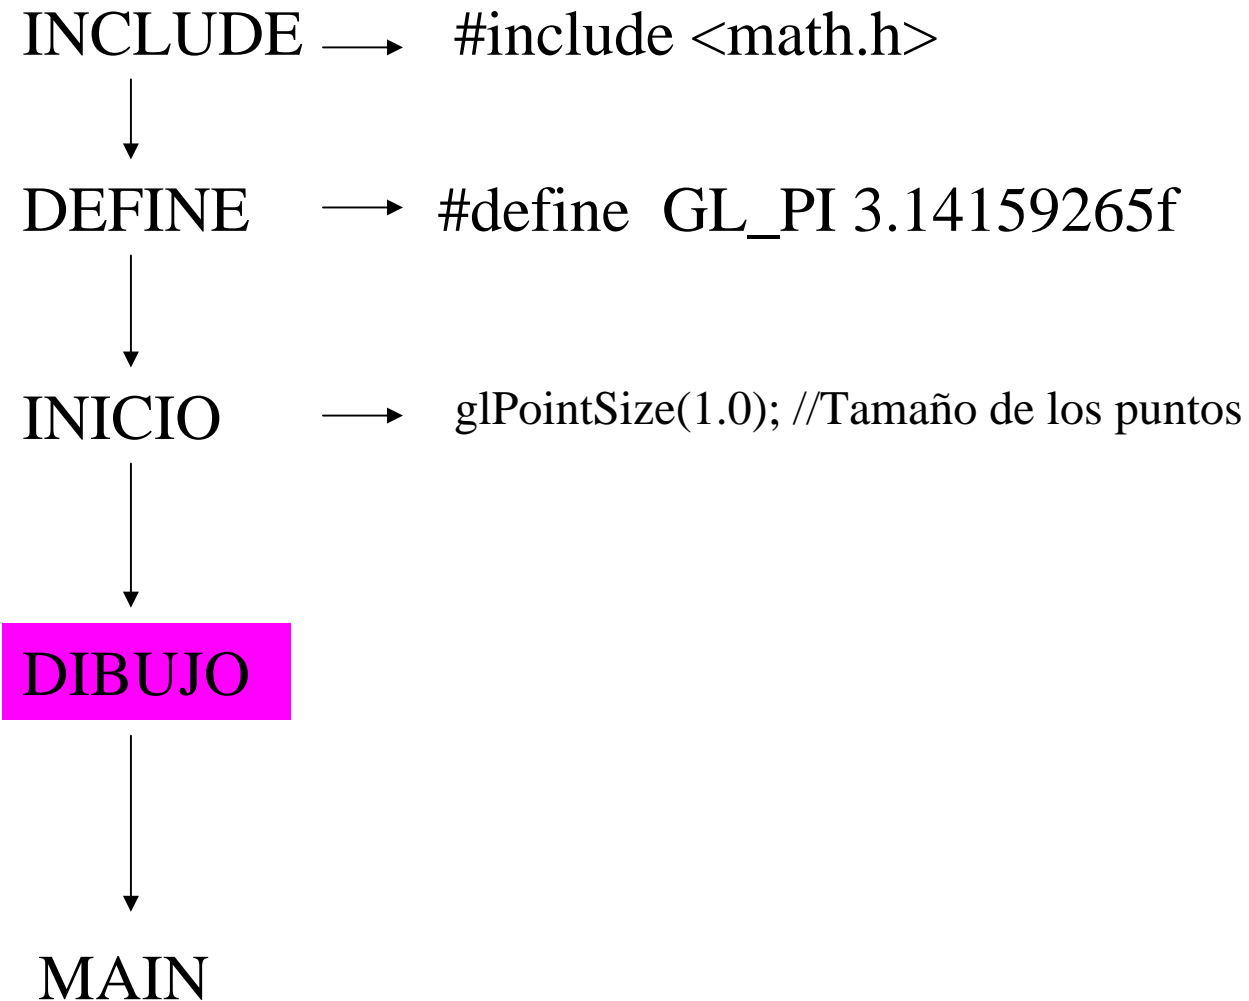 INCLUDE #include <math.h>
DEFINE #define GL_PI 3.14159265f
INICIO glPointSize(1.0); //Tamaño de los puntos
DIBUJO
MAIN